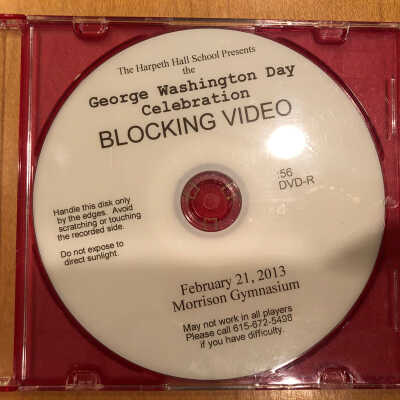 The Harpeth Hall School Presents
the
George Washington Day
Celebration
BLOCKING VIDEO
:56
DVD-R
Handle this disk only
by the edges. Avoid
scratching or touching
the recorded side.
Do not expose to
direct sunlight.
February 21, 2013
Morrison Gymnasium
May not work in all players
Please call 615-672-5498
if you have difficulty.